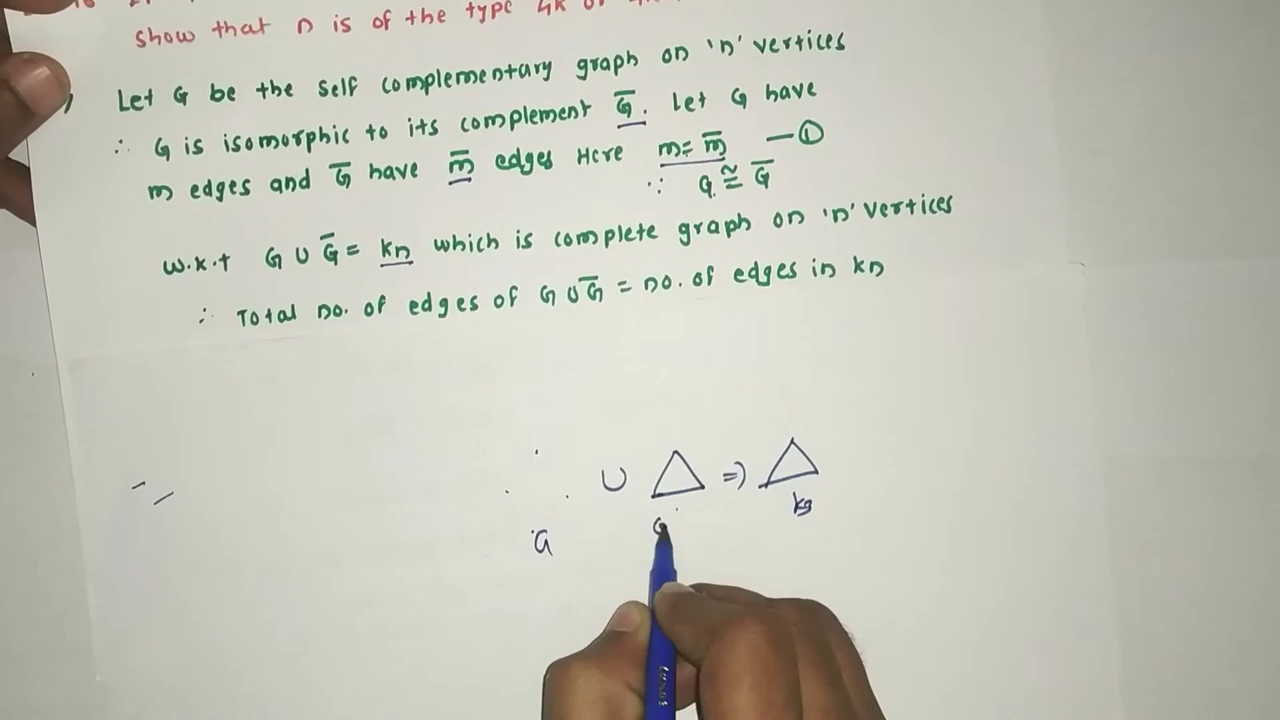 show that n is of the type 4k or
Let G be the self complementary graph on 'n' vertices
∴ G is isomorphic to its complement G̅. Let G have
m edges and G̅ have m̅ edges Here m = m̅ —①
∵ G ≅ G̅
w.k.t G ∪ G̅ = kn which is complete graph on 'n' vertices
∴ Total no. of edges of G ∪ G̅ = no. of edges in kn
∪ △ ⇒ △
k3
G